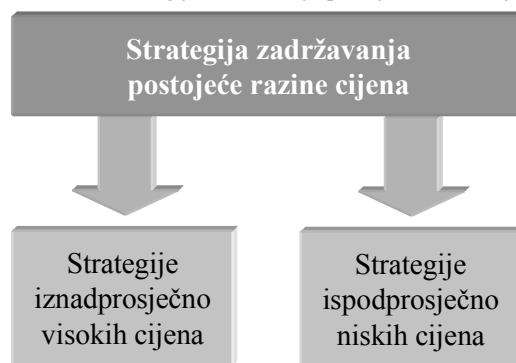 Strategija zadržavanja
postojeće razine cijena
Strategije
iznadprosječno
visokih cijena
Strategije
ispodprosječno
niskih cijena